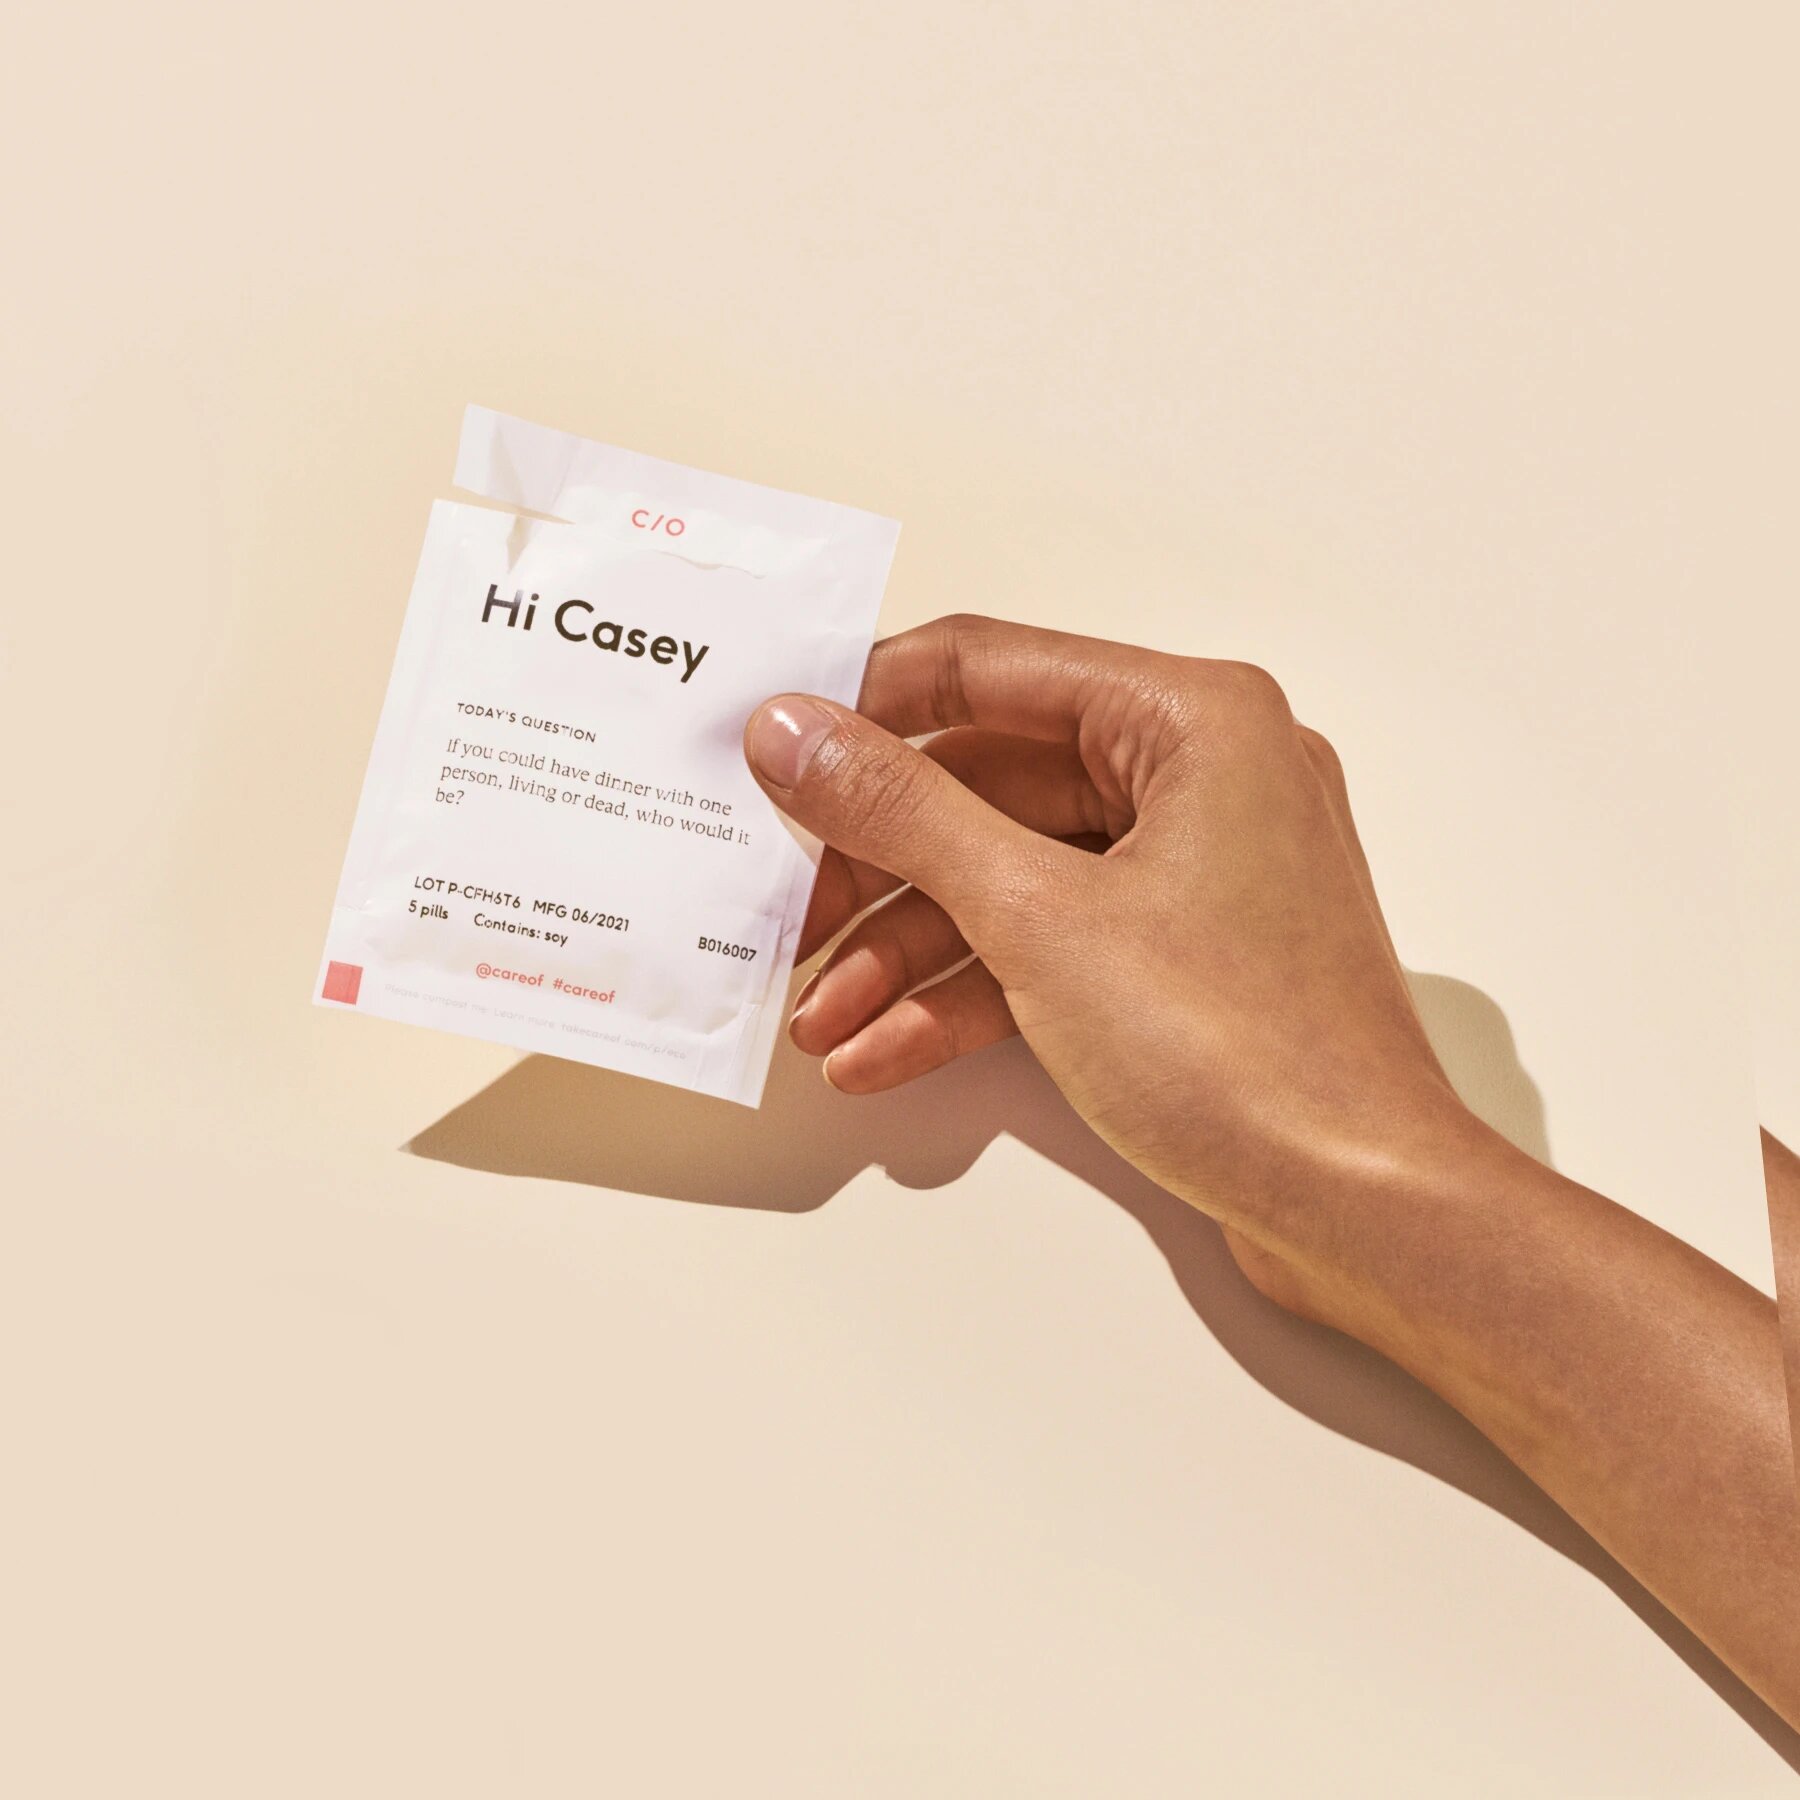 C/O
Hi Casey
TODAY'S QUESTION
If you could have dinner with one
person, living or dead, who would it
be?
LOT P-CFH6T6 MFG 06/2021
5 pills Contains: soy B016007
@careof #careof
Please compost me. Learn more: takecareof.com/p/eco